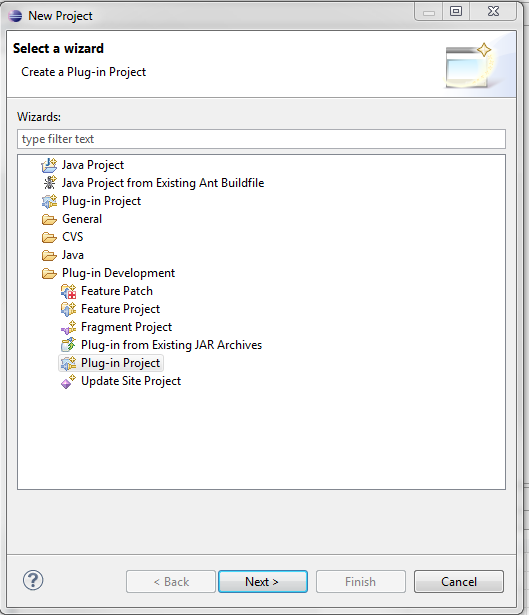 New Project
Select a wizard
Create a Plug-in Project
Wizards:
type filter text
Java Project
Java Project from Existing Ant Buildfile
Plug-in Project
General
CVS
Java
Plug-in Development
Feature Patch
Feature Project
Fragment Project
Plug-in from Existing JAR Archives
Plug-in Project
Update Site Project
? < Back Next > Finish Cancel